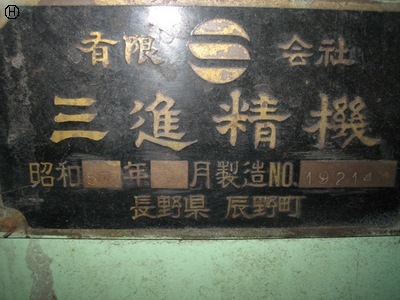 H
有限 会社
三進精機
昭和 年 月製造NO.19214
長野県 辰野町